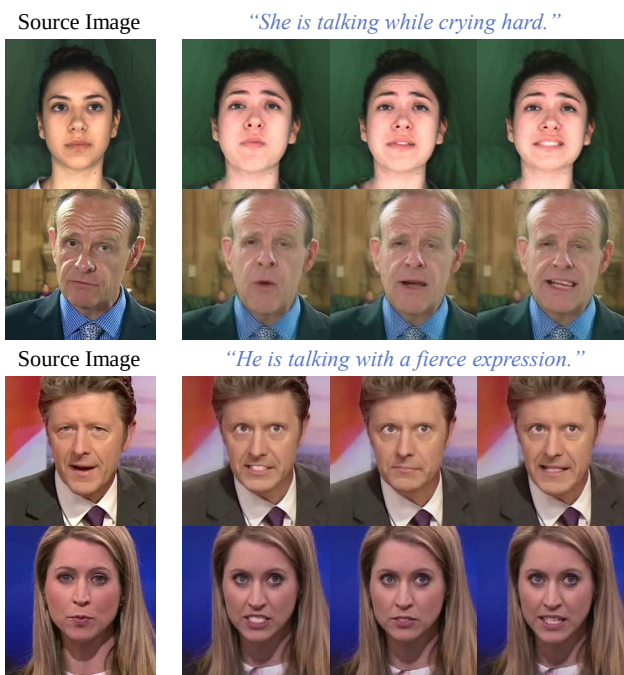 Source Image
“She is talking while crying hard.”
Source Image
“He is talking with a fierce expression.”